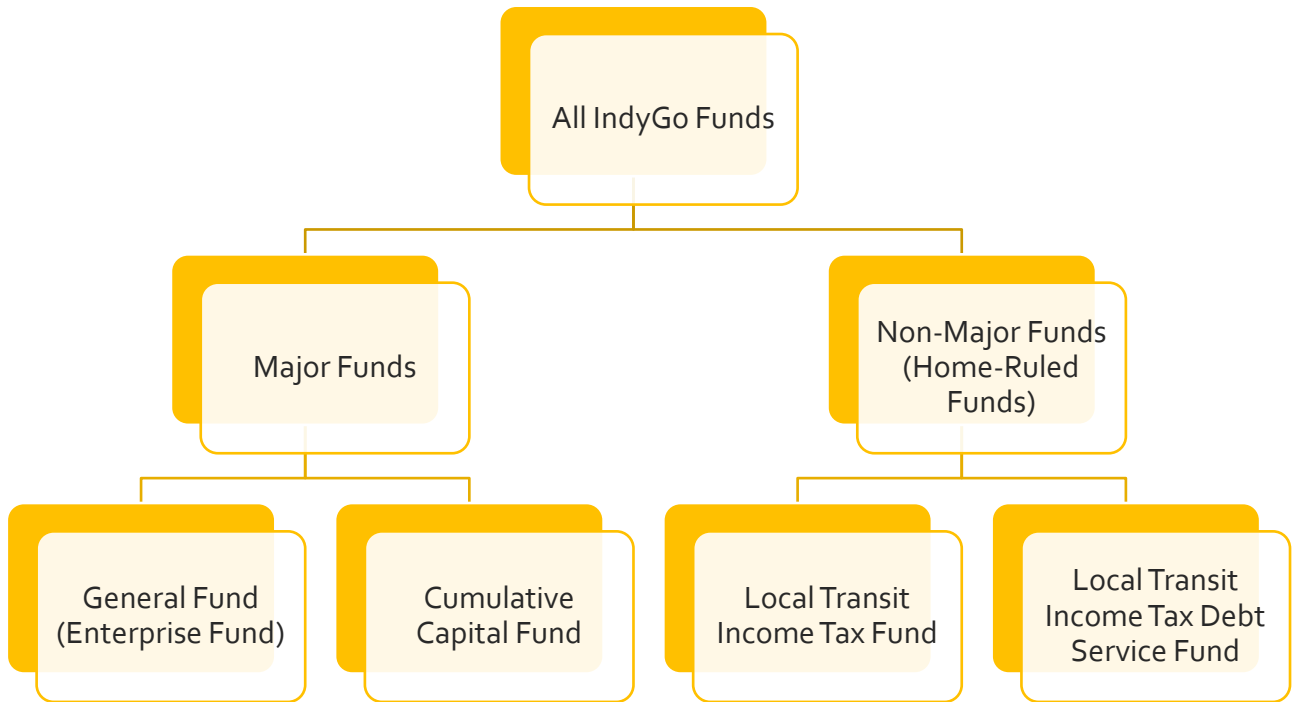 All IndyGo Funds
Major Funds
Non-Major Funds
(Home-Ruled
Funds)
General Fund
(Enterprise Fund)
Cumulative
Capital Fund
Local Transit
Income Tax Fund
Local Transit
Income Tax Debt
Service Fund